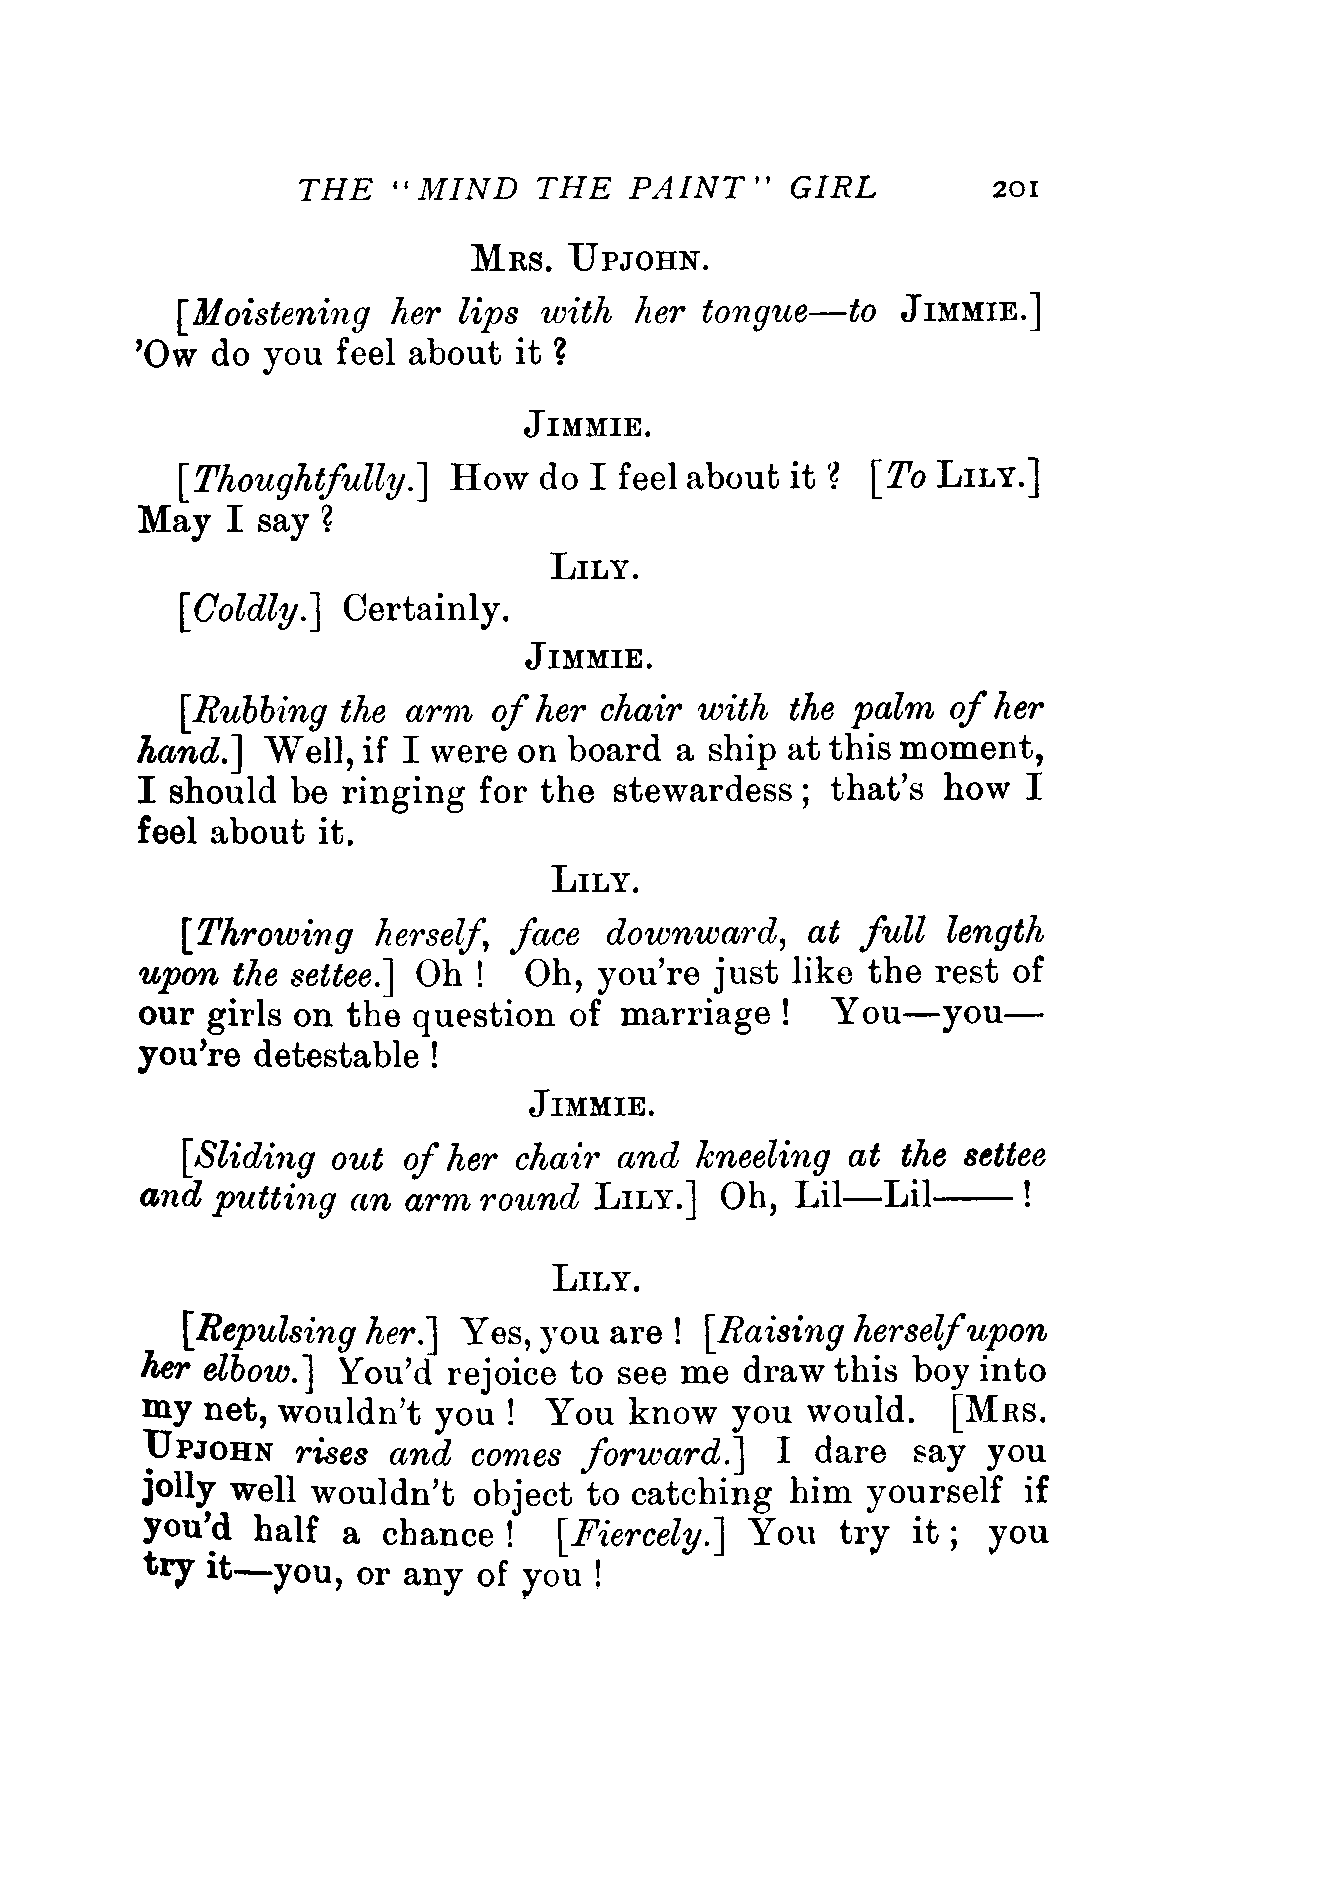 THE "MIND THE PAINT" GIRL 201
MRS. UPJOHN.
[Moistening her lips with her tongue—to JIMMIE.]
'Ow do you feel about it ?
JIMMIE.
[Thoughtfully.] How do I feel about it ? [To LILY.]
May I say ?
LILY.
[Coldly.] Certainly.
JIMMIE.
[Rubbing the arm of her chair with the palm of her
hand.] Well, if I were on board a ship at this moment,
I should be ringing for the stewardess ; that's how I
feel about it.
LILY.
[Throwing herself, face downward, at full length
upon the settee.] Oh ! Oh, you're just like the rest of
our girls on the question of marriage ! You—you—
you're detestable !
JIMMIE.
[Sliding out of her chair and kneeling at the settee
and putting an arm round LILY.] Oh, Lil—Lil—— !
LILY.
[Repulsing her.] Yes, you are ! [Raising herself upon
her elbow.] You'd rejoice to see me draw this boy into
my net, wouldn't you ! You know you would. [MRS.
UPJOHN rises and comes forward.] I dare say you
jolly well wouldn't object to catching him yourself if
you'd half a chance ! [Fiercely.] You try it ; you
try it—you, or any of you !